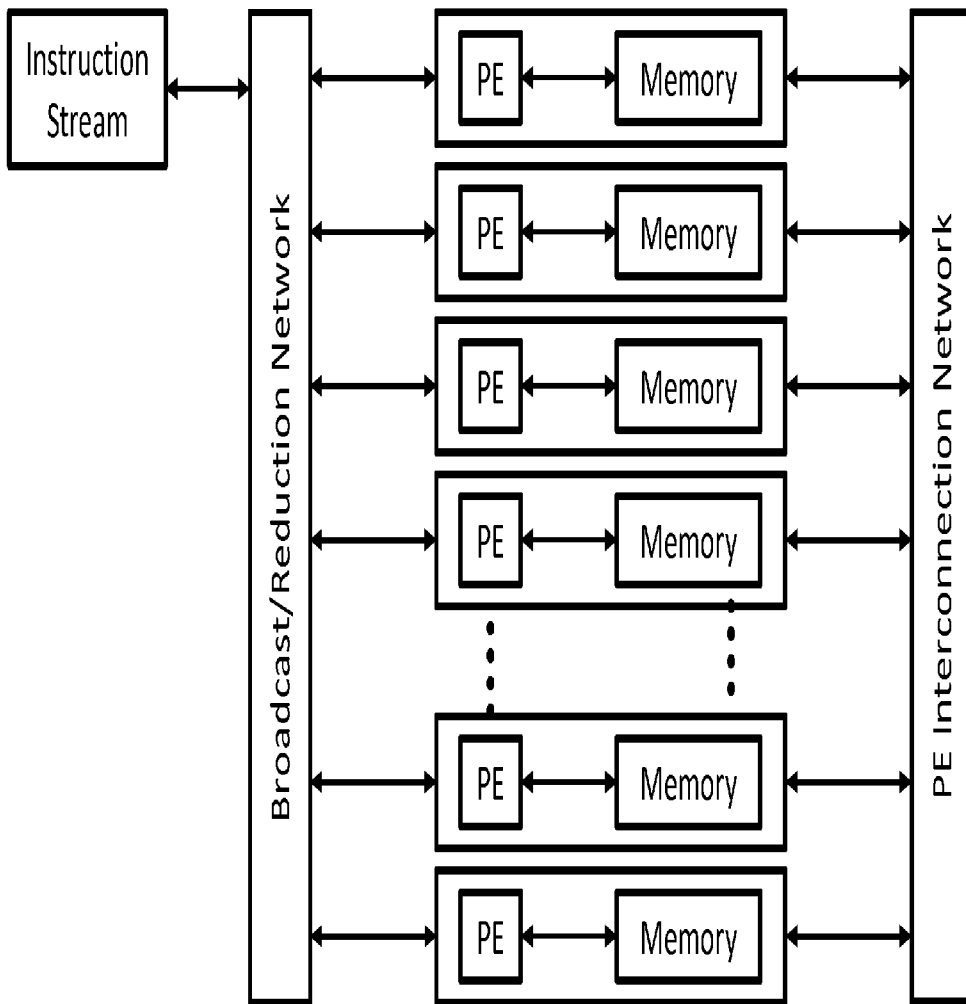 Instruction
Stream
Broadcast/Reduction Network
PE
Memory
PE
Memory
PE
Memory
PE
Memory
PE
Memory
PE
Memory
PE Interconnection Network